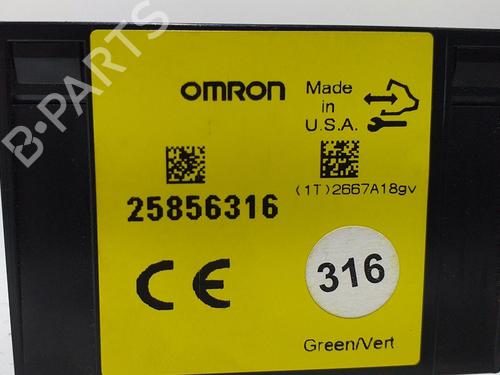 B-PARTS
OMRON
Made
in
U.S.A.
25856316
(1T)2667A18gv
CE
316
Green/Vert